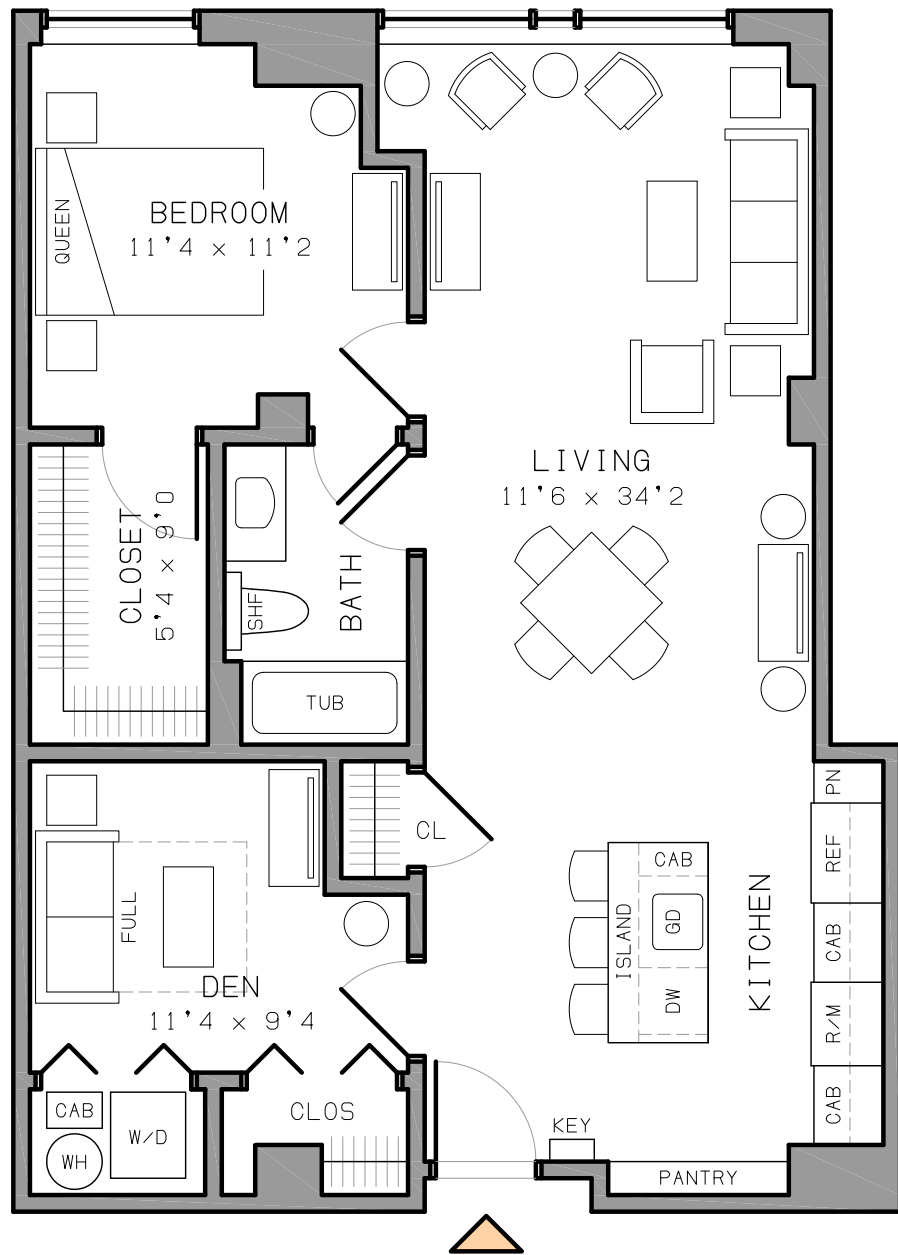 QUEEN
BEDROOM
11'4 x 11'2
LIVING
11'6 x 34'2
CLOSET
5'4 x 9'0
SHF
BATH
TUB
PN
CL
REF
CAB
FULL
ISLAND
GD
KITCHEN
CAB
DEN
11'4 x 9'4
DW
R/M
CAB
CAB
W/D
WH
CLOS
KEY
PANTRY